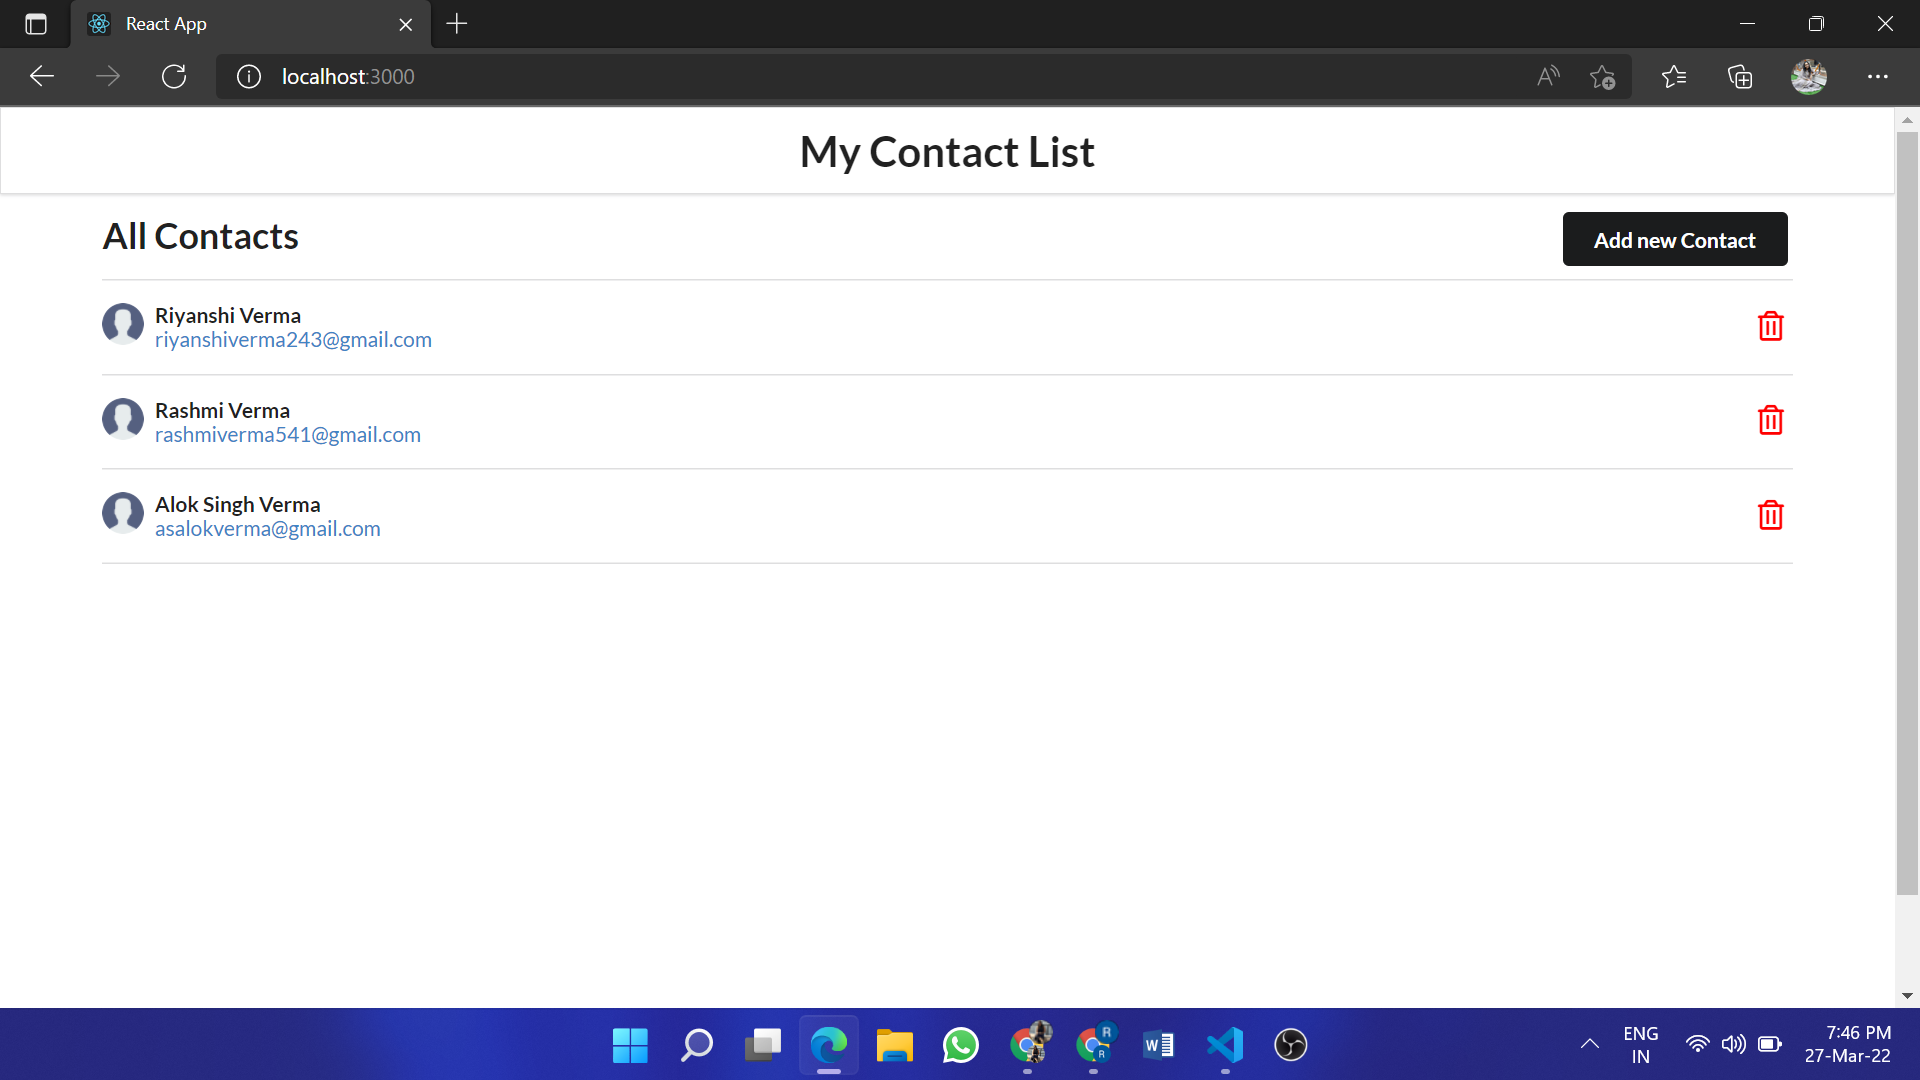 React App
localhost:3000
My Contact List
All Contacts
Add new Contact
Riyanshi Verma
riyanshiverma243@gmail.com
Rashmi Verma
rashmiverma541@gmail.com
Alok Singh Verma
asalokverma@gmail.com
ENG
IN
7:46 PM
27-Mar-22